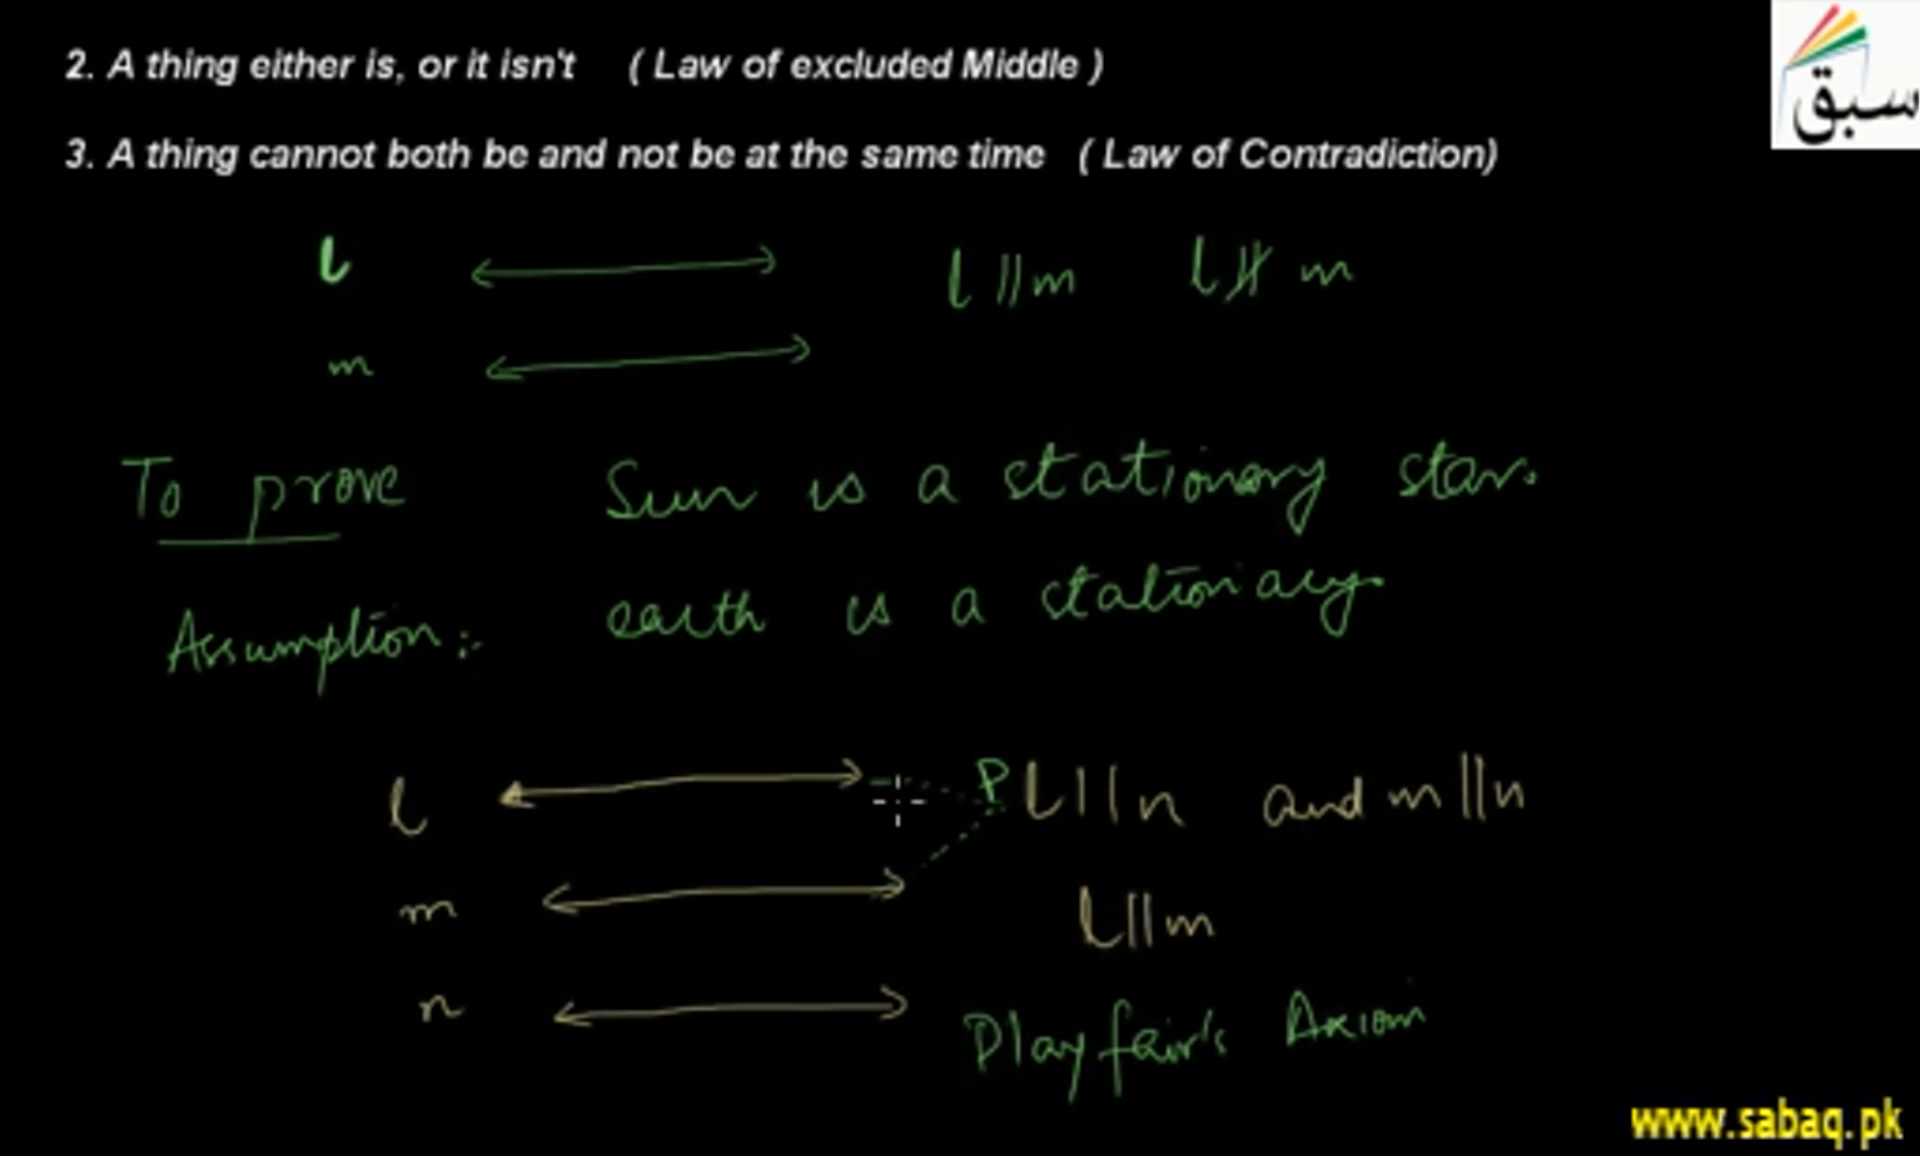 2. A thing either is, or it isn't ( Law of excluded Middle )
سبق
3. A thing cannot both be and not be at the same time ( Law of Contradiction)
l l || m l ∦ m
m
To prove Sun is a stationary star.
Assumption:- earth is a stationary.
l P l || n and m || n
m l || m
n Playfair's Axiom
www.sabaq.pk